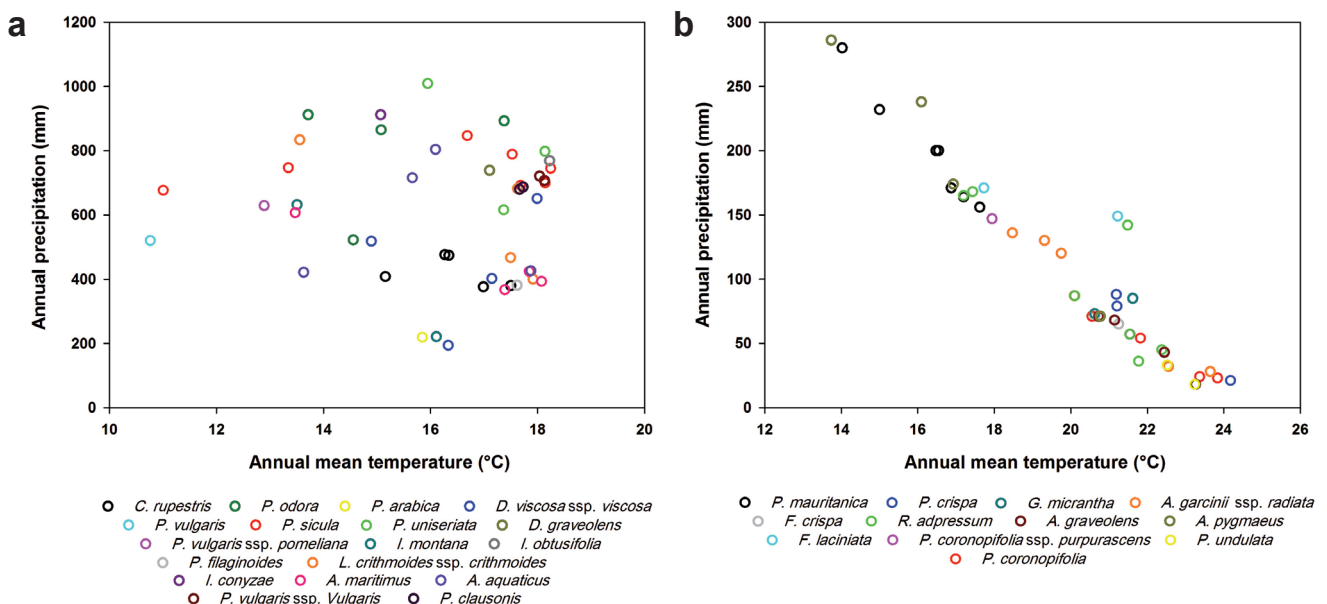 a
1200
1000
800
600
400
200
0
Annual precipitation (mm)
10 12 14 16 18 20
Annual mean temperature (°C)
C. rupestris P. odora P. arabica D. viscosa ssp. viscosa
P. vulgaris P. sicula P. uniseriata D. graveolens
P. vulgaris ssp. pomeliana I. montana I. obtusifolia
P. filaginoides L. crithmoides ssp. crithmoides
I. conyzae A. maritimus A. aquaticus
P. vulgaris ssp. Vulgaris P. clausonis
b
300
250
200
150
100
50
0
Annual precipitation (mm)
12 14 16 18 20 22 24 26
Annual mean temperature (°C)
P. mauritanica P. crispa G. micrantha A. garcinii ssp. radiata
F. crispa R. adpressum A. graveolens A. pygmaeus
F. laciniata P. coronopifolia ssp. purpurascens P. undulata
P. coronopifolia